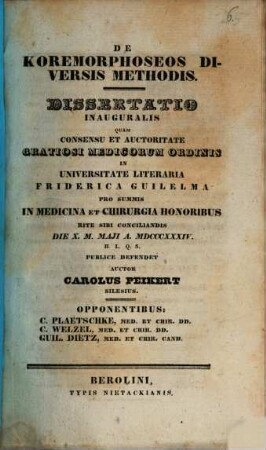 6.
DE
KOREMORPHOSEOS DI-
VERSIS METHODIS.
DISSERTATIO
INAUGURALIS
QUAM
CONSENSU ET AUCTORITATE
GRATIOSI MEDICORUM ORDINIS
IN
UNIVERSITATE LITERARIA
FRIDERICA GUILELMA
PRO SUMMIS
IN MEDICINA ET CHIRURGIA HONORIBUS
RITE SIBI CONCILIANDIS
DIE X. M. MAJI A. MDCCCXXXIV.
H. L. Q. S.
PUBLICE DEFENDET
AUCTOR
CAROLUS PEIKERT
SILESIUS.
OPPONENTIBUS:
C. PLAETSCHKE, MED. ET CHIR. DD.
C. WELZEL, MED. ET CHIR. DD.
GUIL. DIETZ, MED. ET CHIR. CAND.
BEROLINI,
TYPIS NIETACKIANIS.